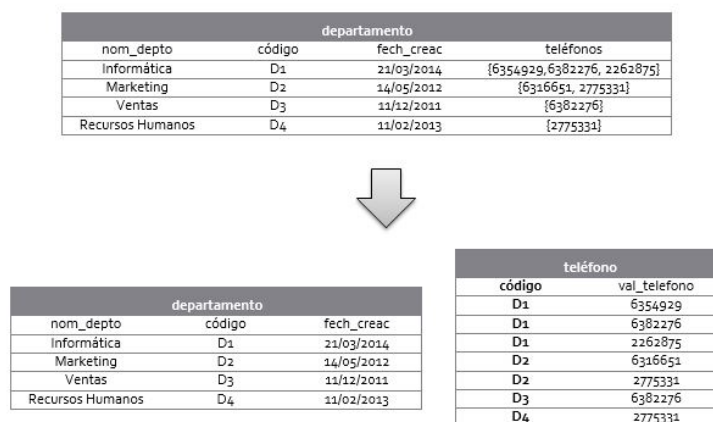 departamento
nom_depto código fech_creac teléfonos
Informática D1 21/03/2014 {6354929,6382276, 2262875}
Marketing D2 14/05/2012 {6316651, 2775331}
Ventas D3 11/12/2011 {6382276}
Recursos Humanos D4 11/02/2013 {2775331}
departamento
nom_depto código fech_creac
Informática D1 21/03/2014
Marketing D2 14/05/2012
Ventas D3 11/12/2011
Recursos Humanos D4 11/02/2013
teléfono
código val_telefono
D1 6354929
D1 6382276
D1 2262875
D2 6316651
D2 2775331
D3 6382276
D4 2775331